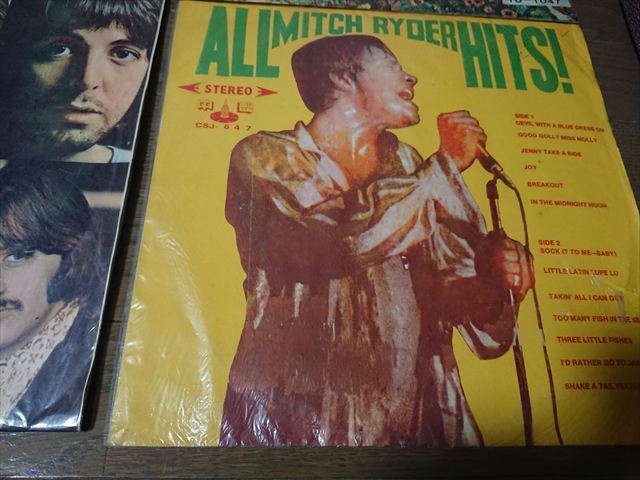 10-1047
ALL MITCH RYDER HITS!
STEREO
CSJ-647
SIDE 1
DEVIL WITH A BLUE DRESS ON
GOOD GOLLY MISS MOLLY
JENNY TAKE A RIDE
JOY
BREAKOUT
IN THE MIDNIGHT HOUR
SIDE 2
SOCK IT TO ME—BABY!
LITTLE LATIN LUPE LU
TAKIN' ALL I CAN GET
TOO MANY FISH IN THE
THREE LITTLE FISHES
I'D RATHER GO TO
SHAKE A TAIL